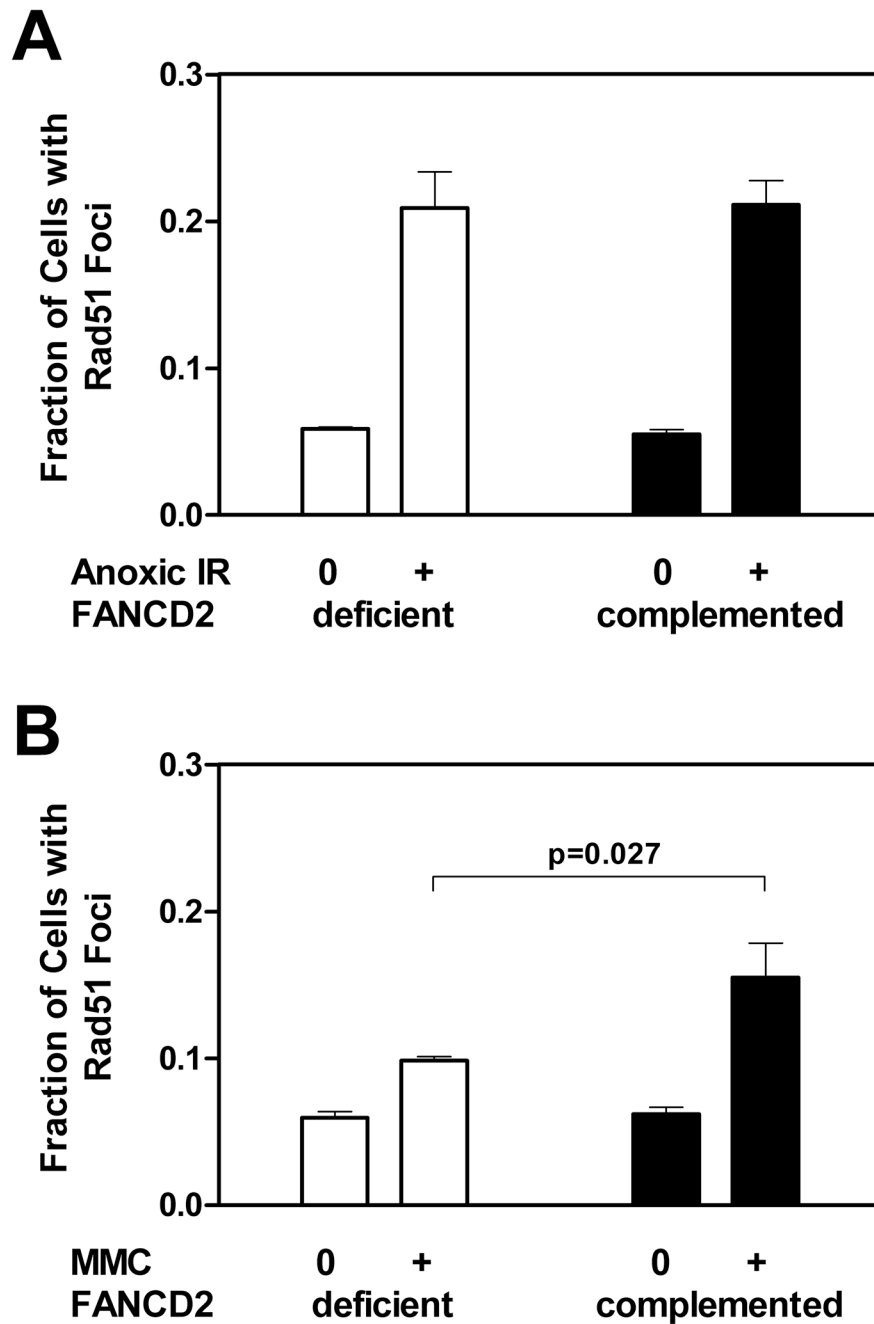 A
Fraction of Cells with
Rad51 Foci
0.3
0.2
0.1
0.0
Anoxic IR 0 + 0 +
FANCD2 deficient complemented
B
Fraction of Cells with
Rad51 Foci
0.3
0.2
0.1
0.0
p=0.027
MMC 0 + 0 +
FANCD2 deficient complemented